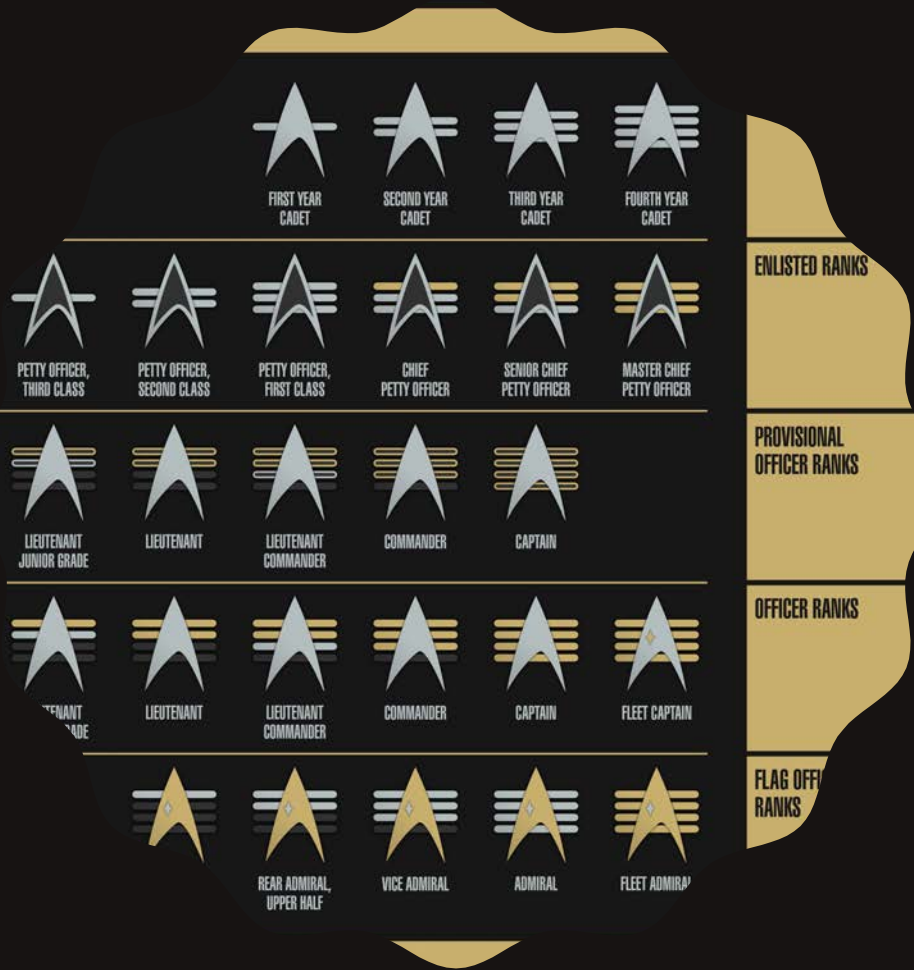 FIRST YEAR
CADET
SECOND YEAR
CADET
THIRD YEAR
CADET
FOURTH YEAR
CADET
ENLISTED RANKS
PETTY OFFICER,
THIRD CLASS
PETTY OFFICER,
SECOND CLASS
PETTY OFFICER,
FIRST CLASS
CHIEF
PETTY OFFICER
SENIOR CHIEF
PETTY OFFICER
MASTER CHIEF
PETTY OFFICER
PROVISIONAL
OFFICER RANKS
LIEUTENANT
JUNIOR GRADE
LIEUTENANT
LIEUTENANT
COMMANDER
COMMANDER
CAPTAIN
OFFICER RANKS
LIEUTENANT
LIEUTENANT
COMMANDER
COMMANDER
CAPTAIN
FLEET CAPTAIN
FLAG
RANKS
REAR ADMIRAL,
UPPER HALF
VICE ADMIRAL
ADMIRAL
FLEET ADMIRAL